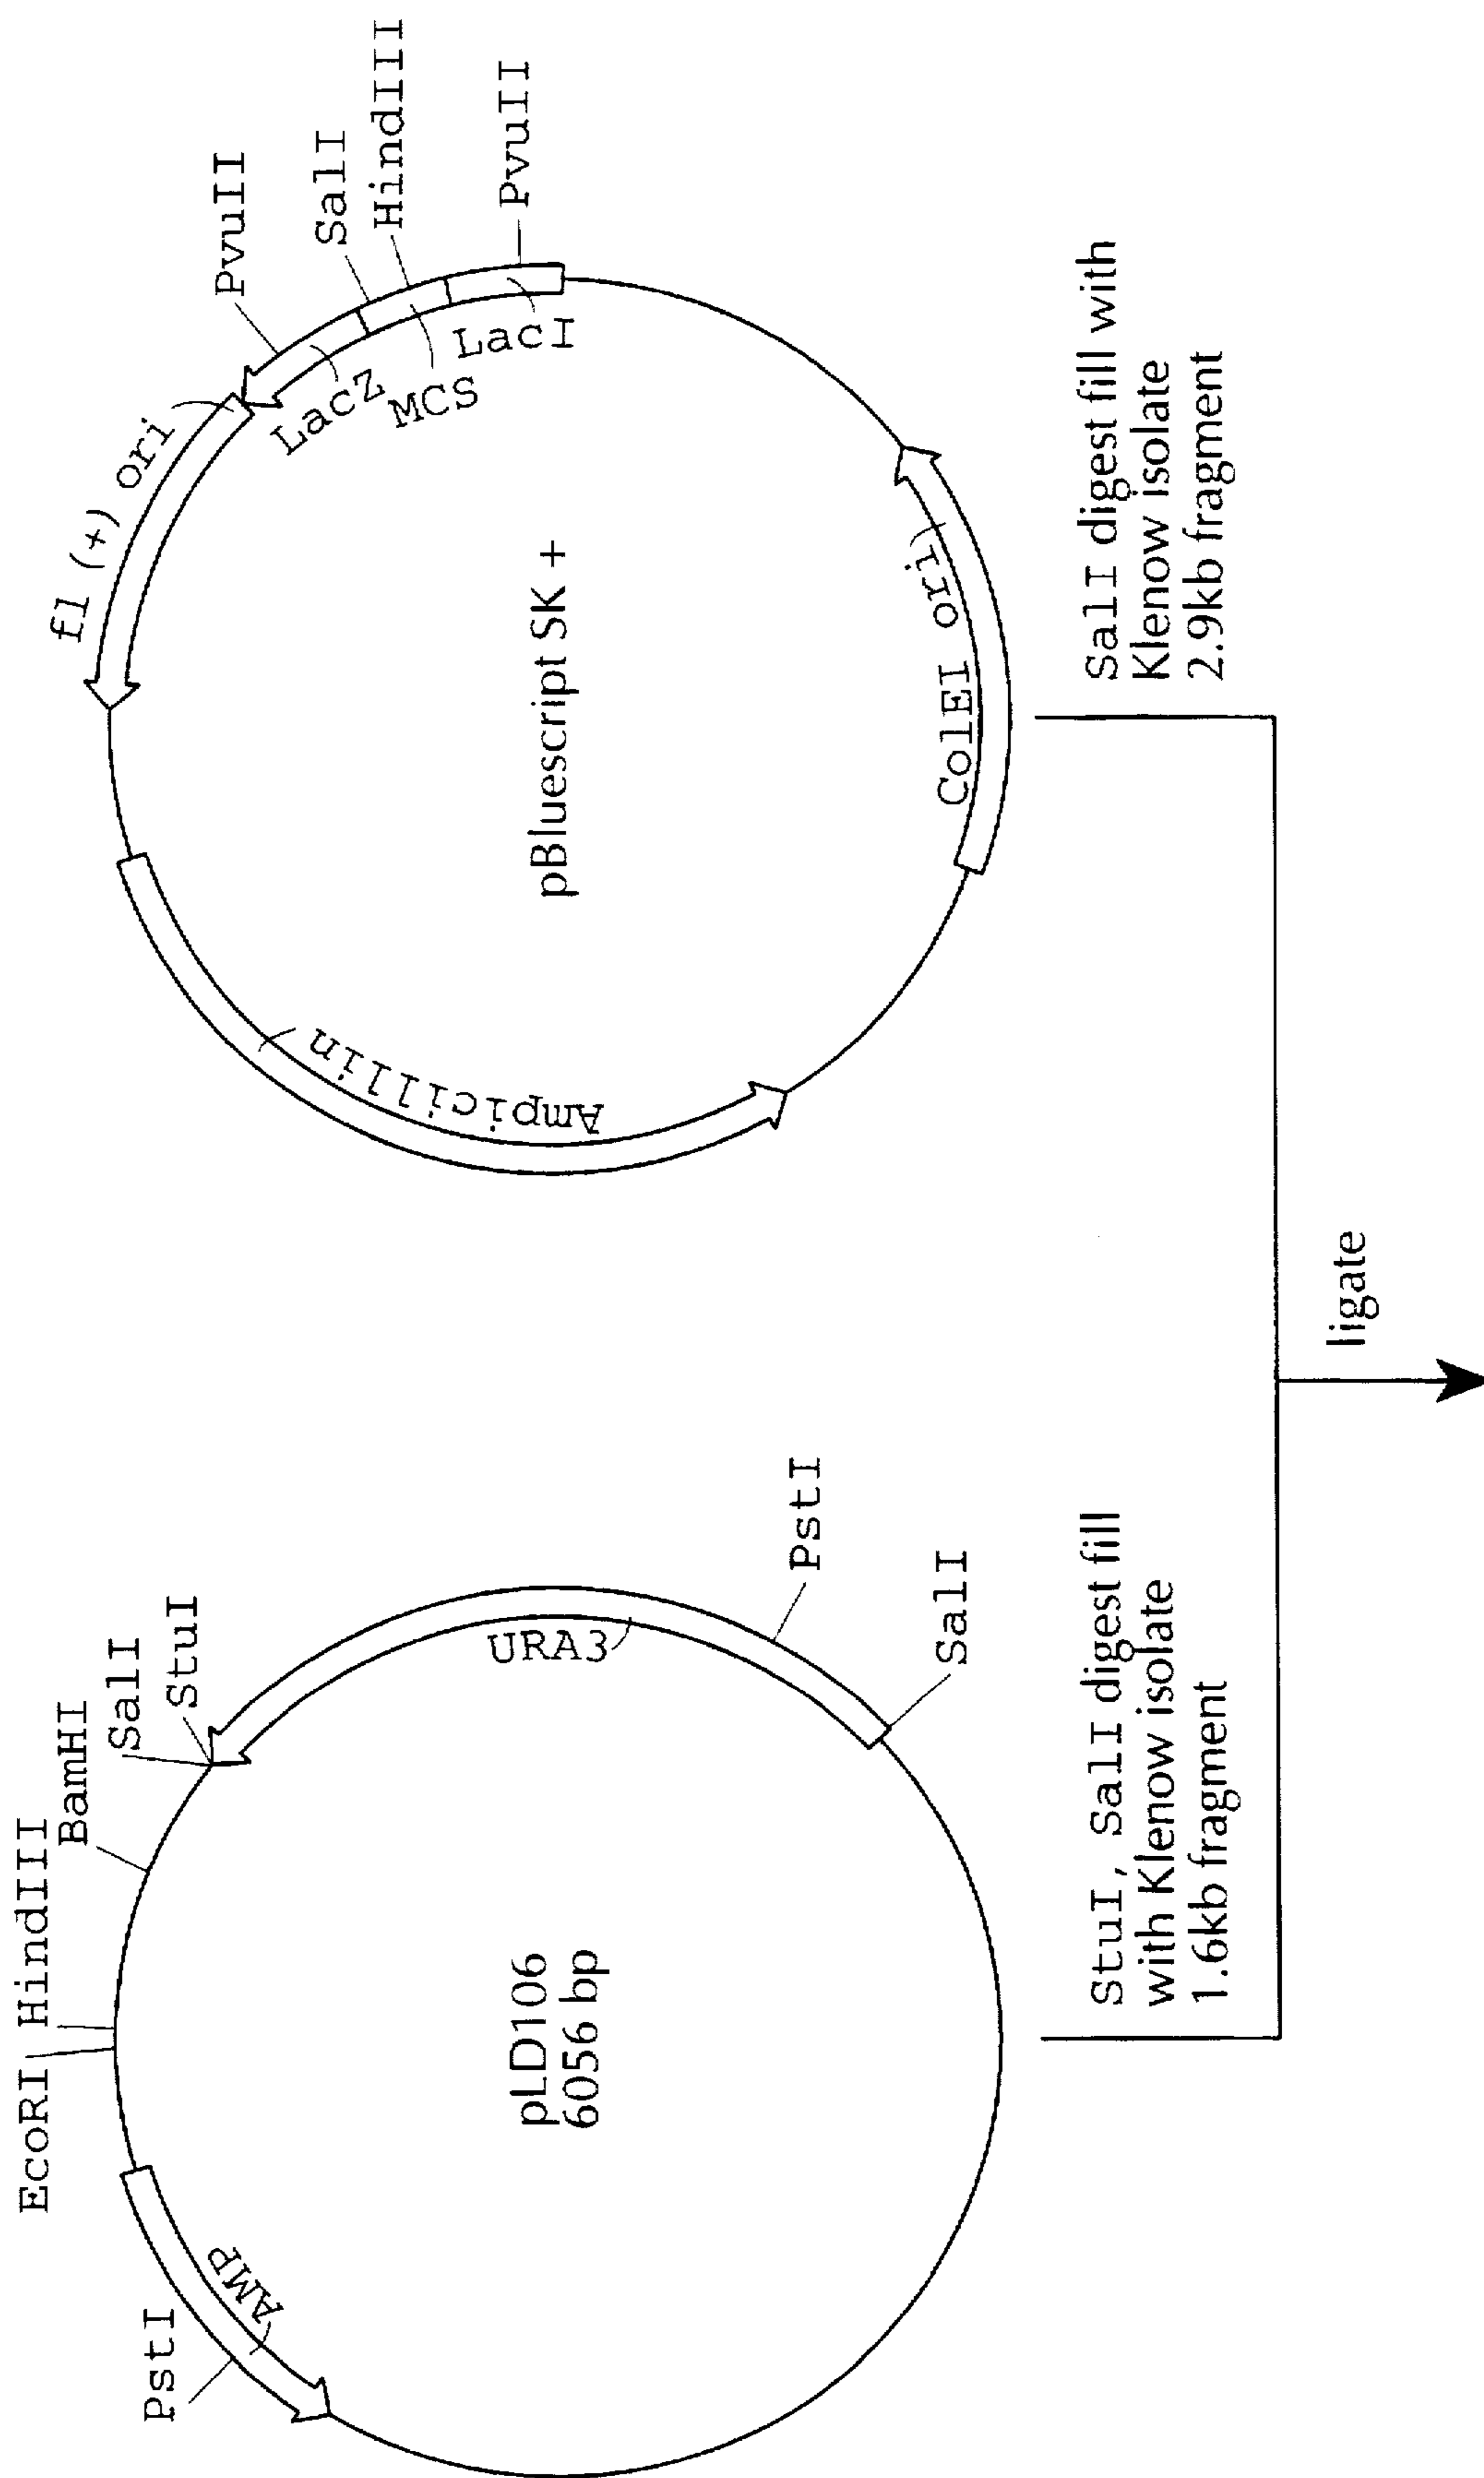 EcoRI
HindIII
BamHI
SalI
StuI
PstI
AMP
URA3
PstI
SalI
pLD106
6056 bp
StuI, SalI digest fill
with Klenow isolate
1.6kb fragment
f1 (+) ori
PvuII
SalI
HindIII
PvuII
LacZ
MCS
LacI
pBluescript SK +
Ampicillin
ColEI ori
SalI digest fill with
Klenow isolate
2.9kb fragment
ligate